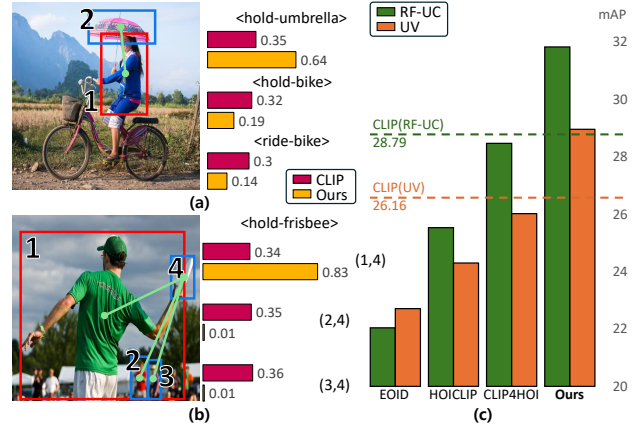 2
1
(a)
<hold-umbrella>
0.35
0.64
<hold-bike>
0.32
0.19
<ride-bike>
0.3
0.14
CLIP
Ours
<hold-frisbee>
1
4
2
3
(b)
0.34
0.83
(1,4)
0.35
0.01
(2,4)
0.36
0.01
(3,4)
RF-UC
UV
mAP
32
30
28
26
24
22
20
CLIP(RF-UC)
28.79
CLIP(UV)
26.16
EOID
HOICLIP
CLIP4HOI
Ours
(c)